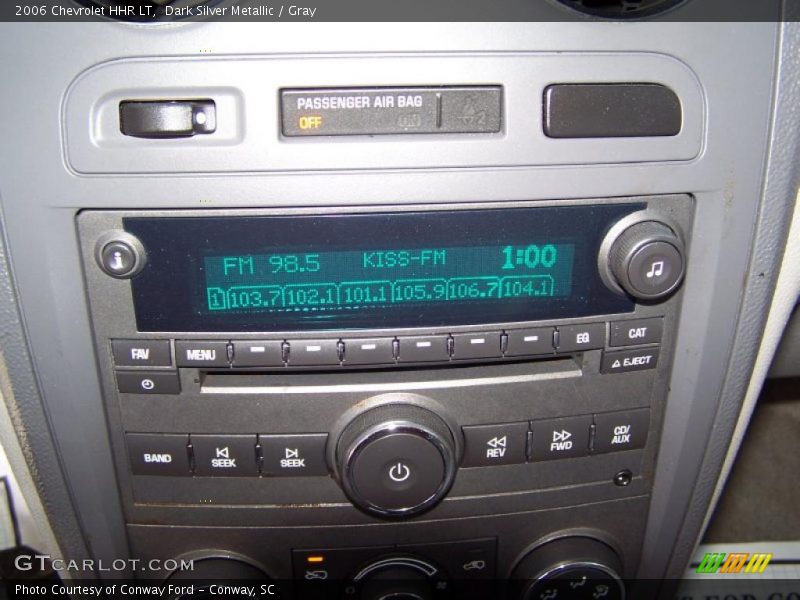 2006 Chevrolet HHR LT,  Dark Silver Metallic / Gray
PASSENGER AIR BAG
OFF
ON
2
i
FM 98.5 KISS-FM 1:00
1 103.7 102.1 101.1 105.9 106.7 104.1
FAV MENU EQ CAT
EJECT
BAND SEEK SEEK REV FWD CD/
AUX
GTCARLOT.COM
Photo Courtesy of Conway Ford – Conway, SC